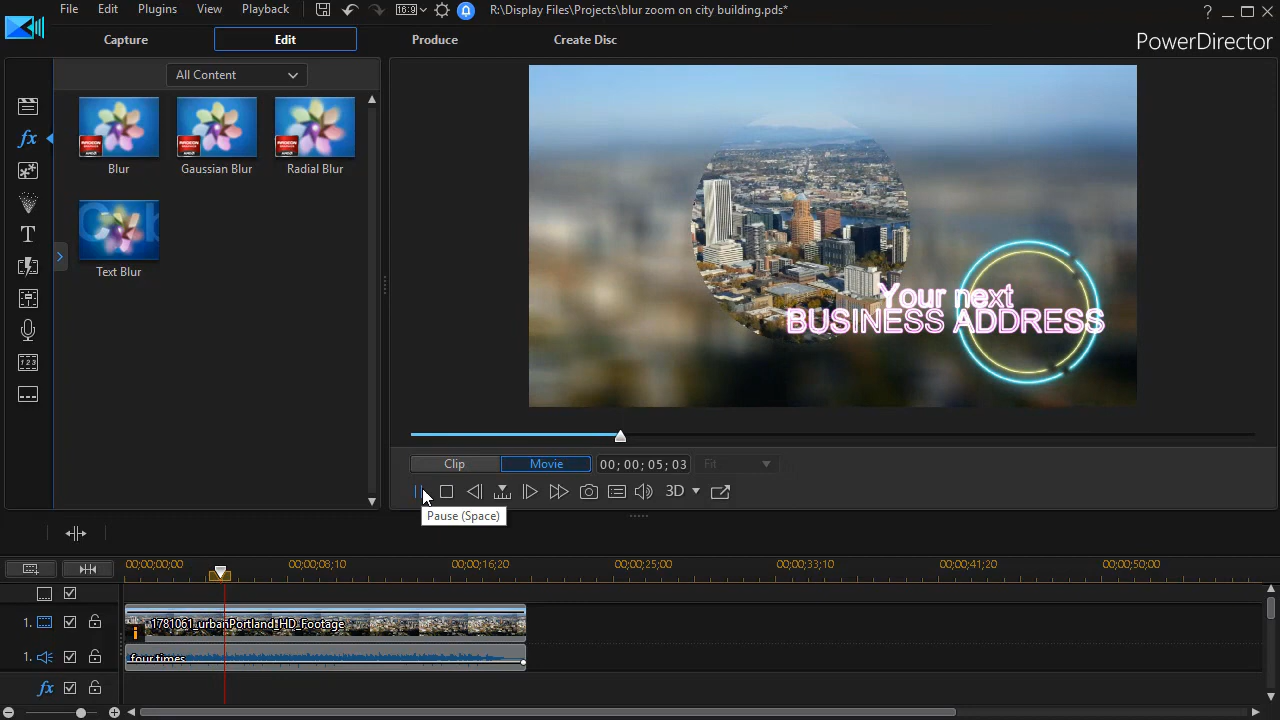 File Edit Plugins View Playback
16:9
R:\Display Files\Projects\blur zoom on city building.pds*
?
Capture Edit Produce Create Disc
PowerDirector
All Content
fx
Blur
Gaussian Blur
Radial Blur
Text Blur
T
Your next
BUSINESS ADDRESS
Clip Movie 00; 00; 05; 03 Fit
3D
Pause (Space)
00;00;00;00 00;00;08;10 00;00;16;20 00;00;25;00 00;00;33;10 00;00;41;20 00;00;50;00
1. 1781061_urbanPortland_HD_Footage
1. four times
fx